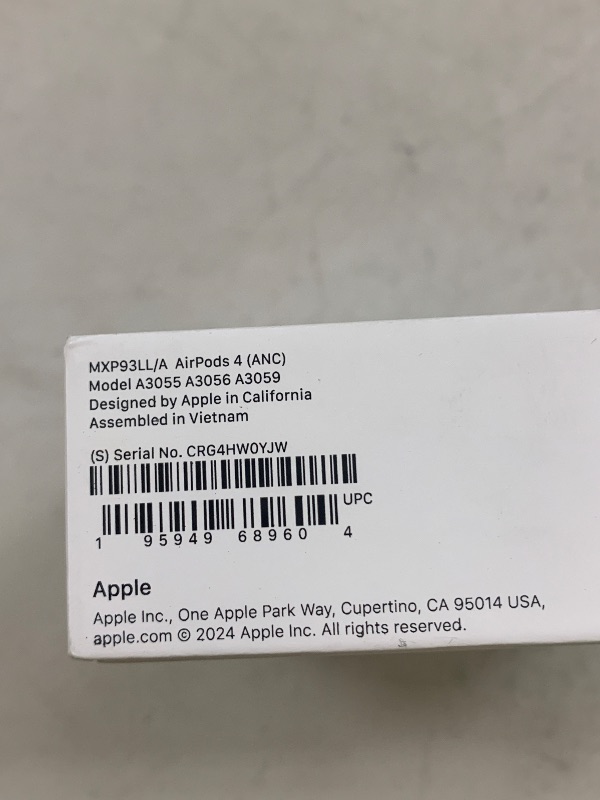 MXP93LL/A AirPods 4 (ANC)
Model A3055 A3056 A3059
Designed by Apple in California
Assembled in Vietnam
(S) Serial No. CRG4HW0YJW
UPC
1 95949 68960 4
Apple
Apple Inc., One Apple Park Way, Cupertino, CA 95014 USA,
apple.com © 2024 Apple Inc. All rights reserved.